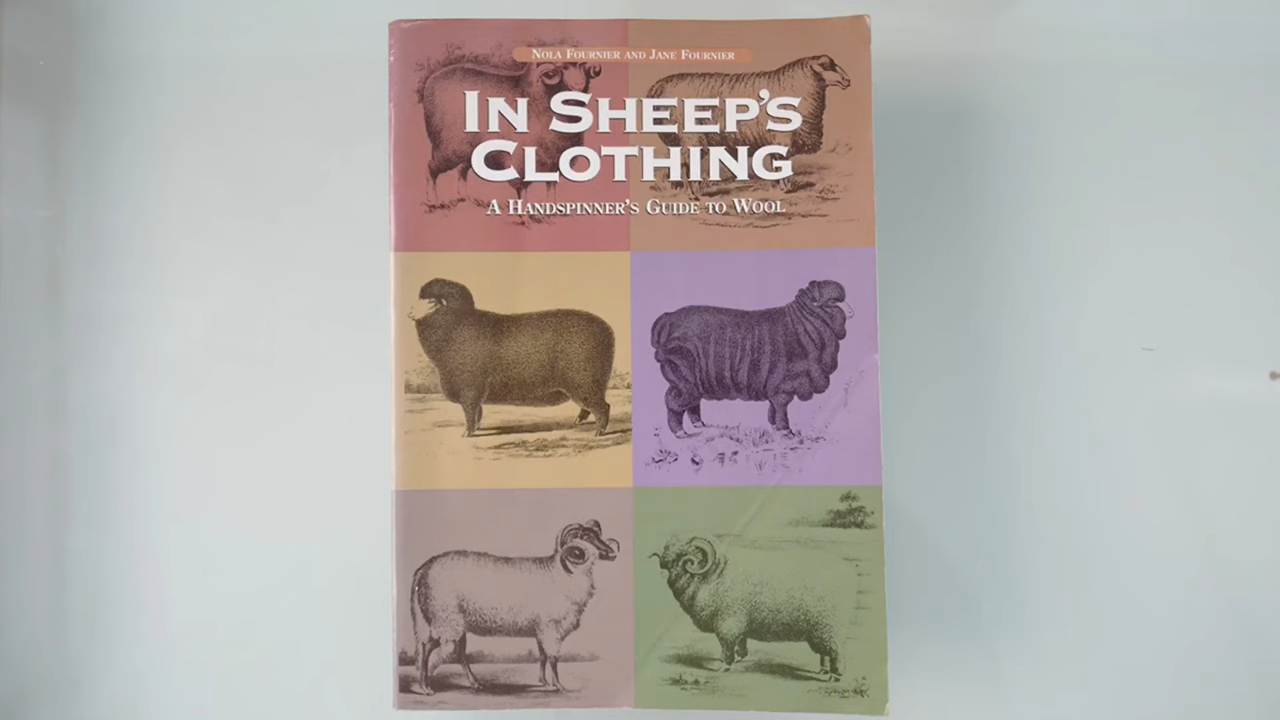 Nola Fournier and Jane Fournier
In Sheep's
Clothing
A Handspinner's Guide to Wool